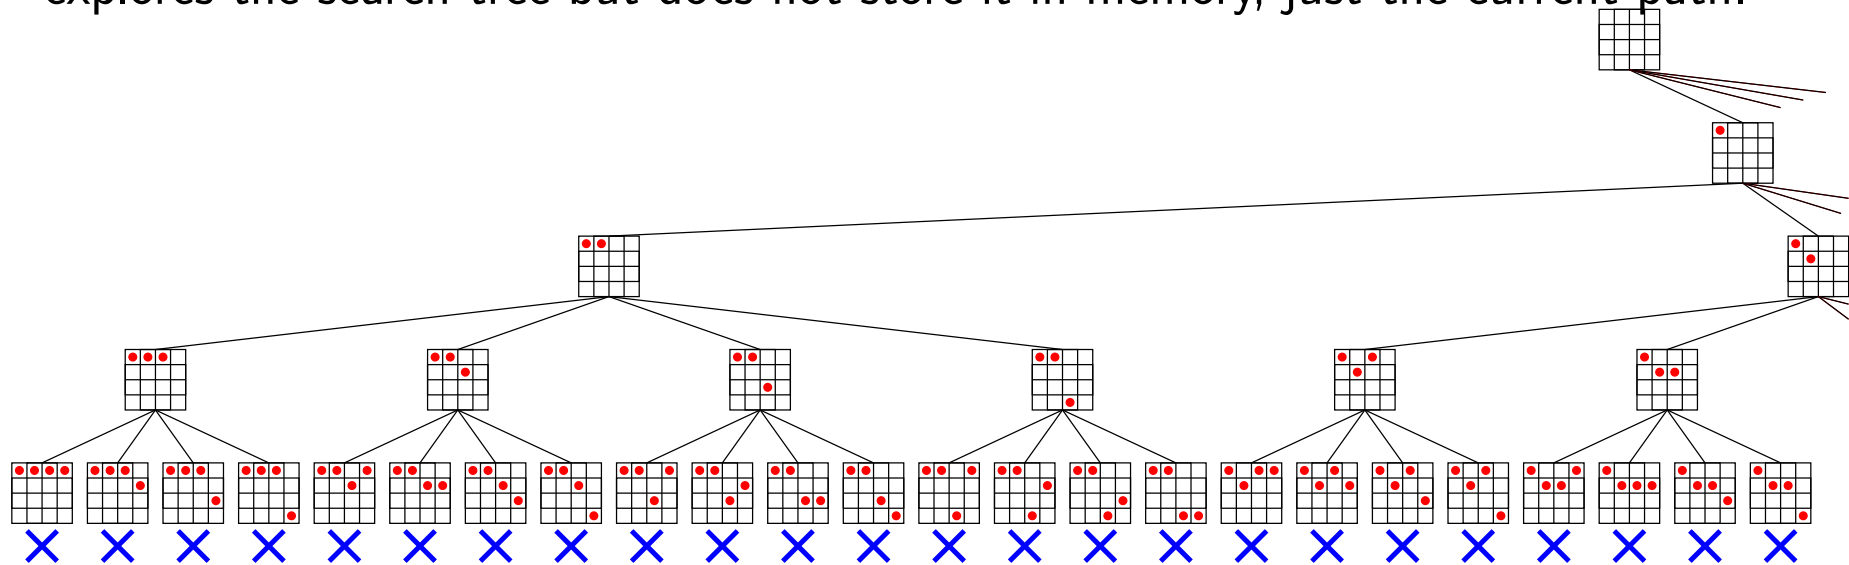 explores the search tree but does not store it in memory, just the current path.